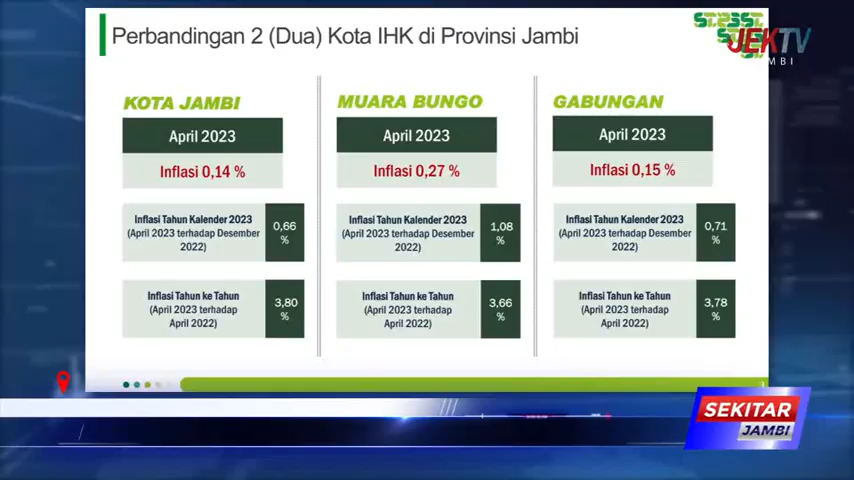 Perbandingan 2 (Dua) Kota IHK di Provinsi Jambi
JEKTV
JAMBI
KOTA JAMBI
April 2023
Inflasi 0,14 %
Inflasi Tahun Kalender 2023
(April 2023 terhadap Desember
2022)
0,66
%
Inflasi Tahun ke Tahun
(April 2023 terhadap
April 2022)
3,80
%
MUARA BUNGO
April 2023
Inflasi 0,27 %
Inflasi Tahun Kalender 2023
(April 2023 terhadap Desember
2022)
1,08
%
Inflasi Tahun ke Tahun
(April 2023 terhadap
April 2022)
3,66
%
GABUNGAN
April 2023
Inflasi 0,15 %
Inflasi Tahun Kalender 2023
(April 2023 terhadap Desember
2022)
0,71
%
Inflasi Tahun ke Tahun
(April 2023 terhadap
April 2022)
3,78
%
SEKITAR
JAMBI